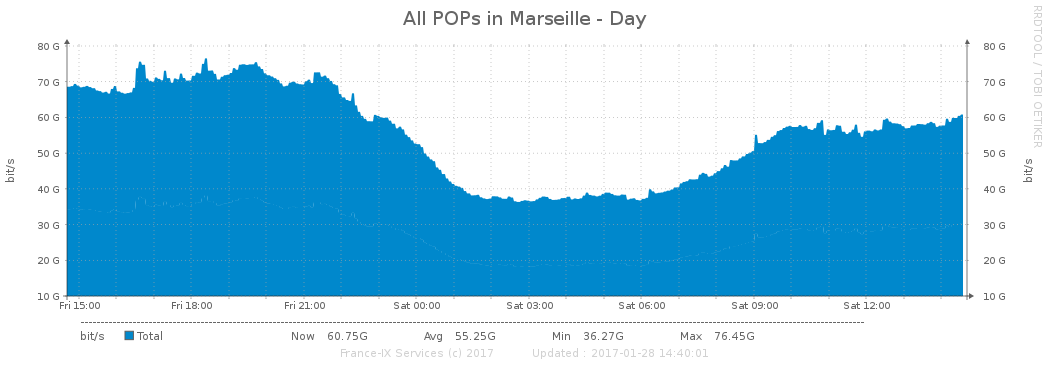 All POPs in Marseille - Day
RRDTOOL / TOBI OETIKER
80 G 80 G
70 G 70 G
60 G 60 G
50 G 50 G
bit/s bit/s
40 G 40 G
30 G 30 G
20 G 20 G
10 G 10 G
Fri 15:00 Fri 18:00 Fri 21:00 Sat 00:00 Sat 03:00 Sat 06:00 Sat 09:00 Sat 12:00
bit/s Total Now 60.75G Avg 55.25G Min 36.27G Max 76.45G
France-IX Services (c) 2017 Updated : 2017-01-28 14:40:01